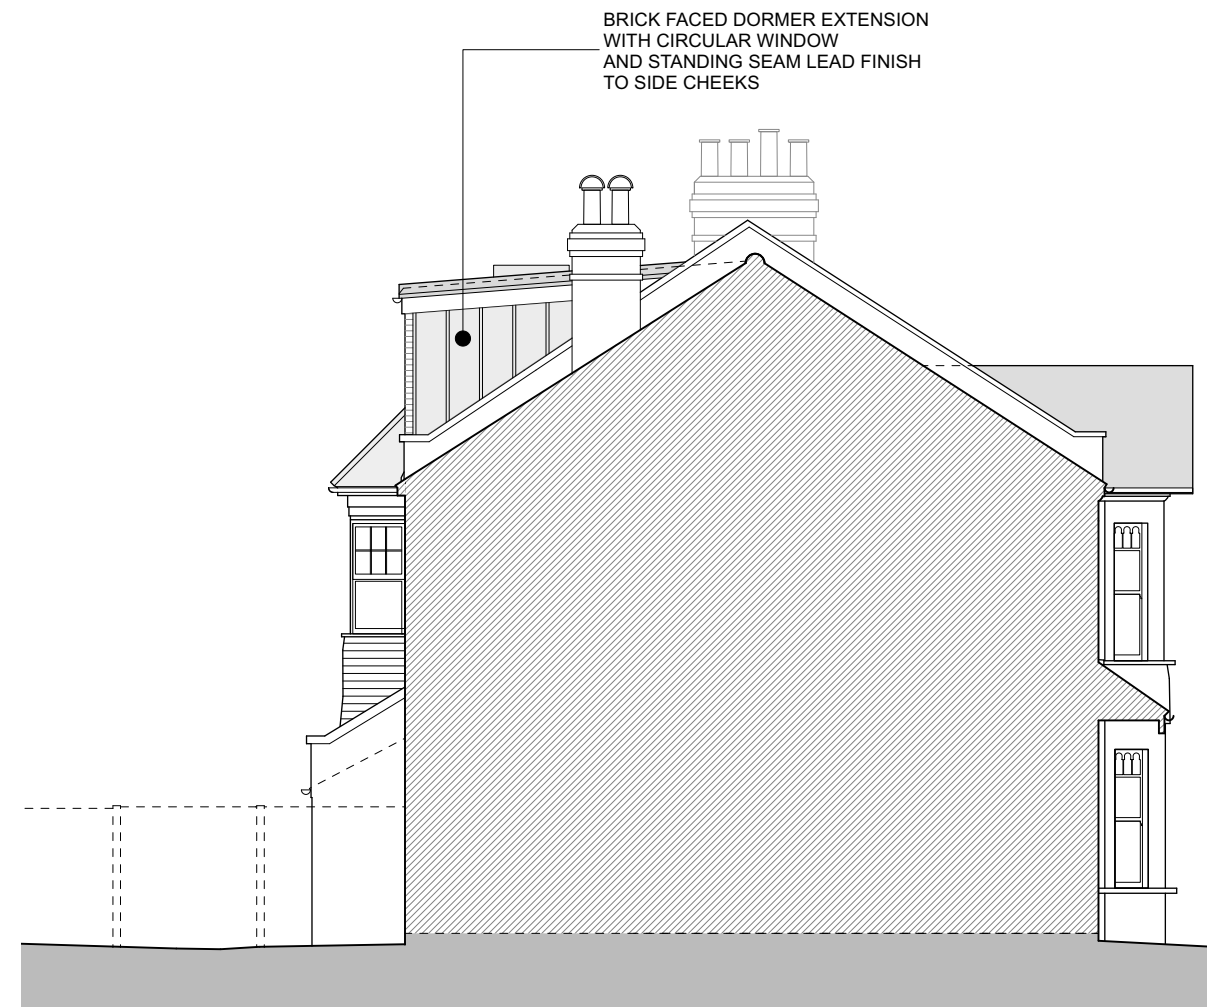 BRICK FACED DORMER EXTENSION
WITH CIRCULAR WINDOW
AND STANDING SEAM LEAD FINISH
TO SIDE CHEEKS